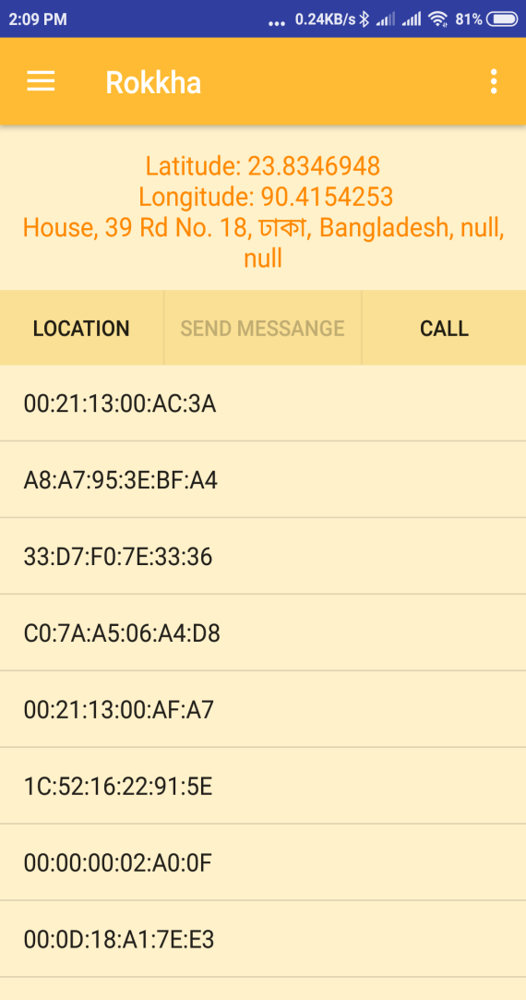 2:09 PM ... 0.24KB/s 81%
Rokkha
Latitude: 23.8346948
Longitude: 90.4154253
House, 39 Rd No. 18, ঢাকা, Bangladesh, null,
null
LOCATION SEND MESSANGE CALL
00:21:13:00:AC:3A
A8:A7:95:3E:BF:A4
33:D7:F0:7E:33:36
C0:7A:A5:06:A4:D8
00:21:13:00:AF:A7
1C:52:16:22:91:5E
00:00:00:02:A0:0F
00:0D:18:A1:7E:E3